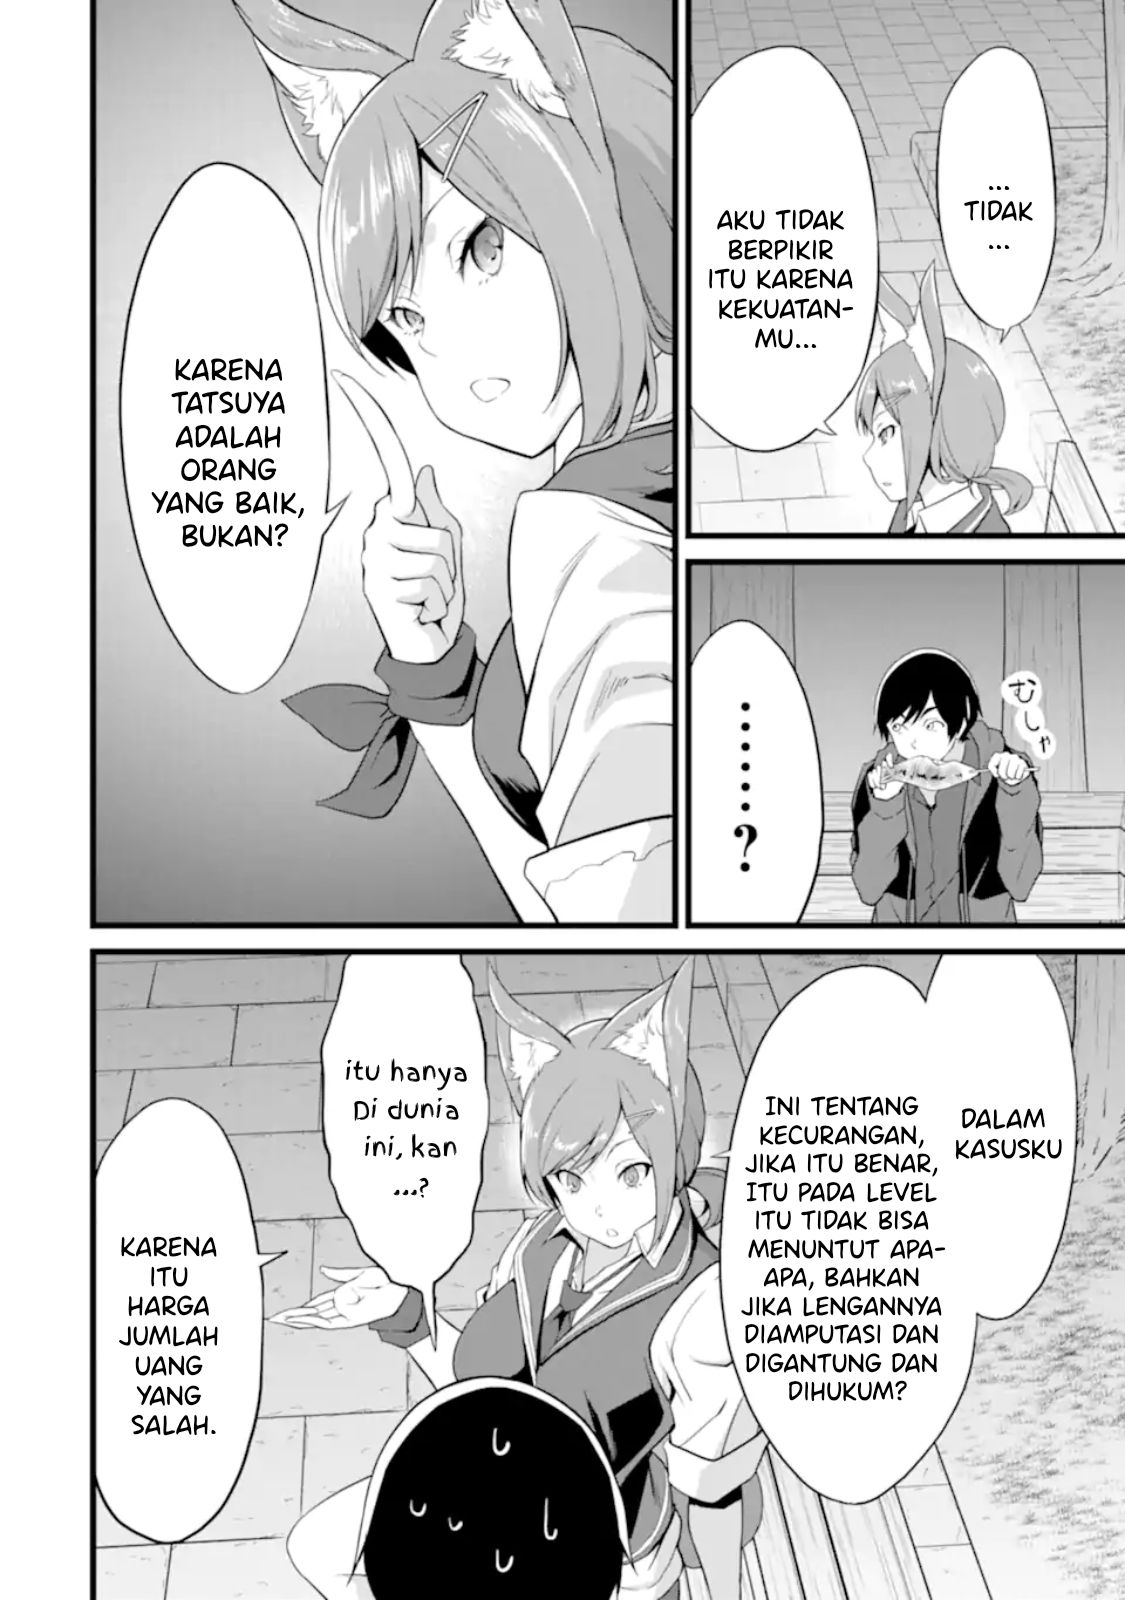 ...
TIDAK
...
AKU TIDAK
BERPIKIR
ITU KARENA
KEKUATAN-
MU...
KARENA
TATSUYA
ADALAH
ORANG
YANG BAIK,
BUKAN?
むしゃ
.......?
DALAM
KASUSKU
INI TENTANG
KECURANGAN,
JIKA ITU BENAR,
ITU PADA LEVEL
ITU TIDAK BISA
MENUNTUT APA-
APA, BAHKAN
JIKA LENGANNYA
DIAMPUTASI DAN
DIGANTUNG DAN
DIHUKUM?
itu hanya
Di dunia
ini, kan
...?
KARENA
ITU
HARGA
JUMLAH
UANG
YANG
SALAH.